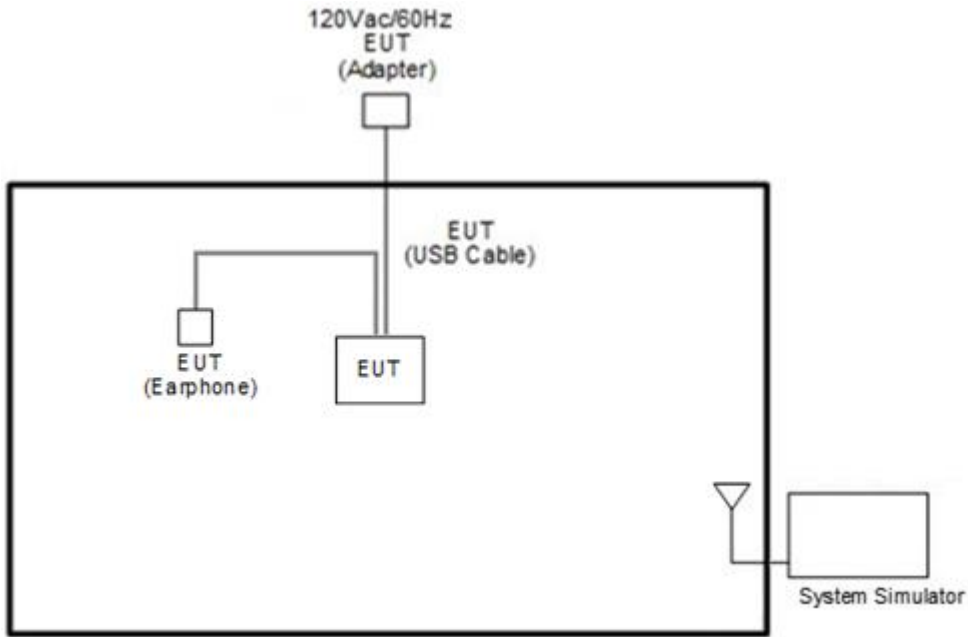 120Vac/60Hz
EUT
(Adapter)
EUT
(USB Cable)
EUT
(Earphone)
EUT
System Simulator